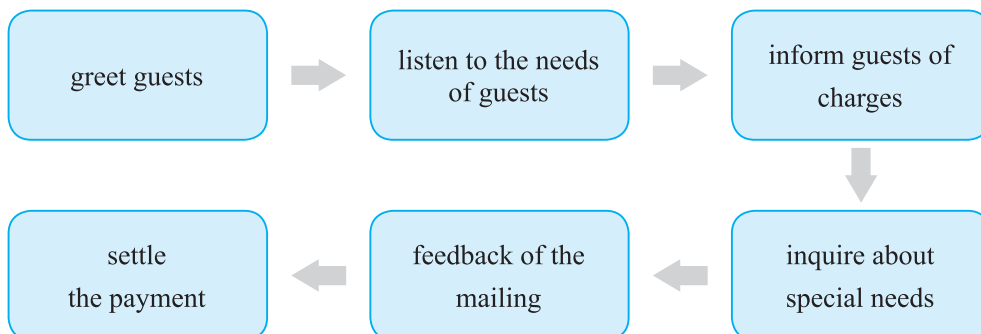 greet guests
listen to the needs
of guests
inform guests of
charges
inquire about
special needs
feedback of the
mailing
settle
the payment